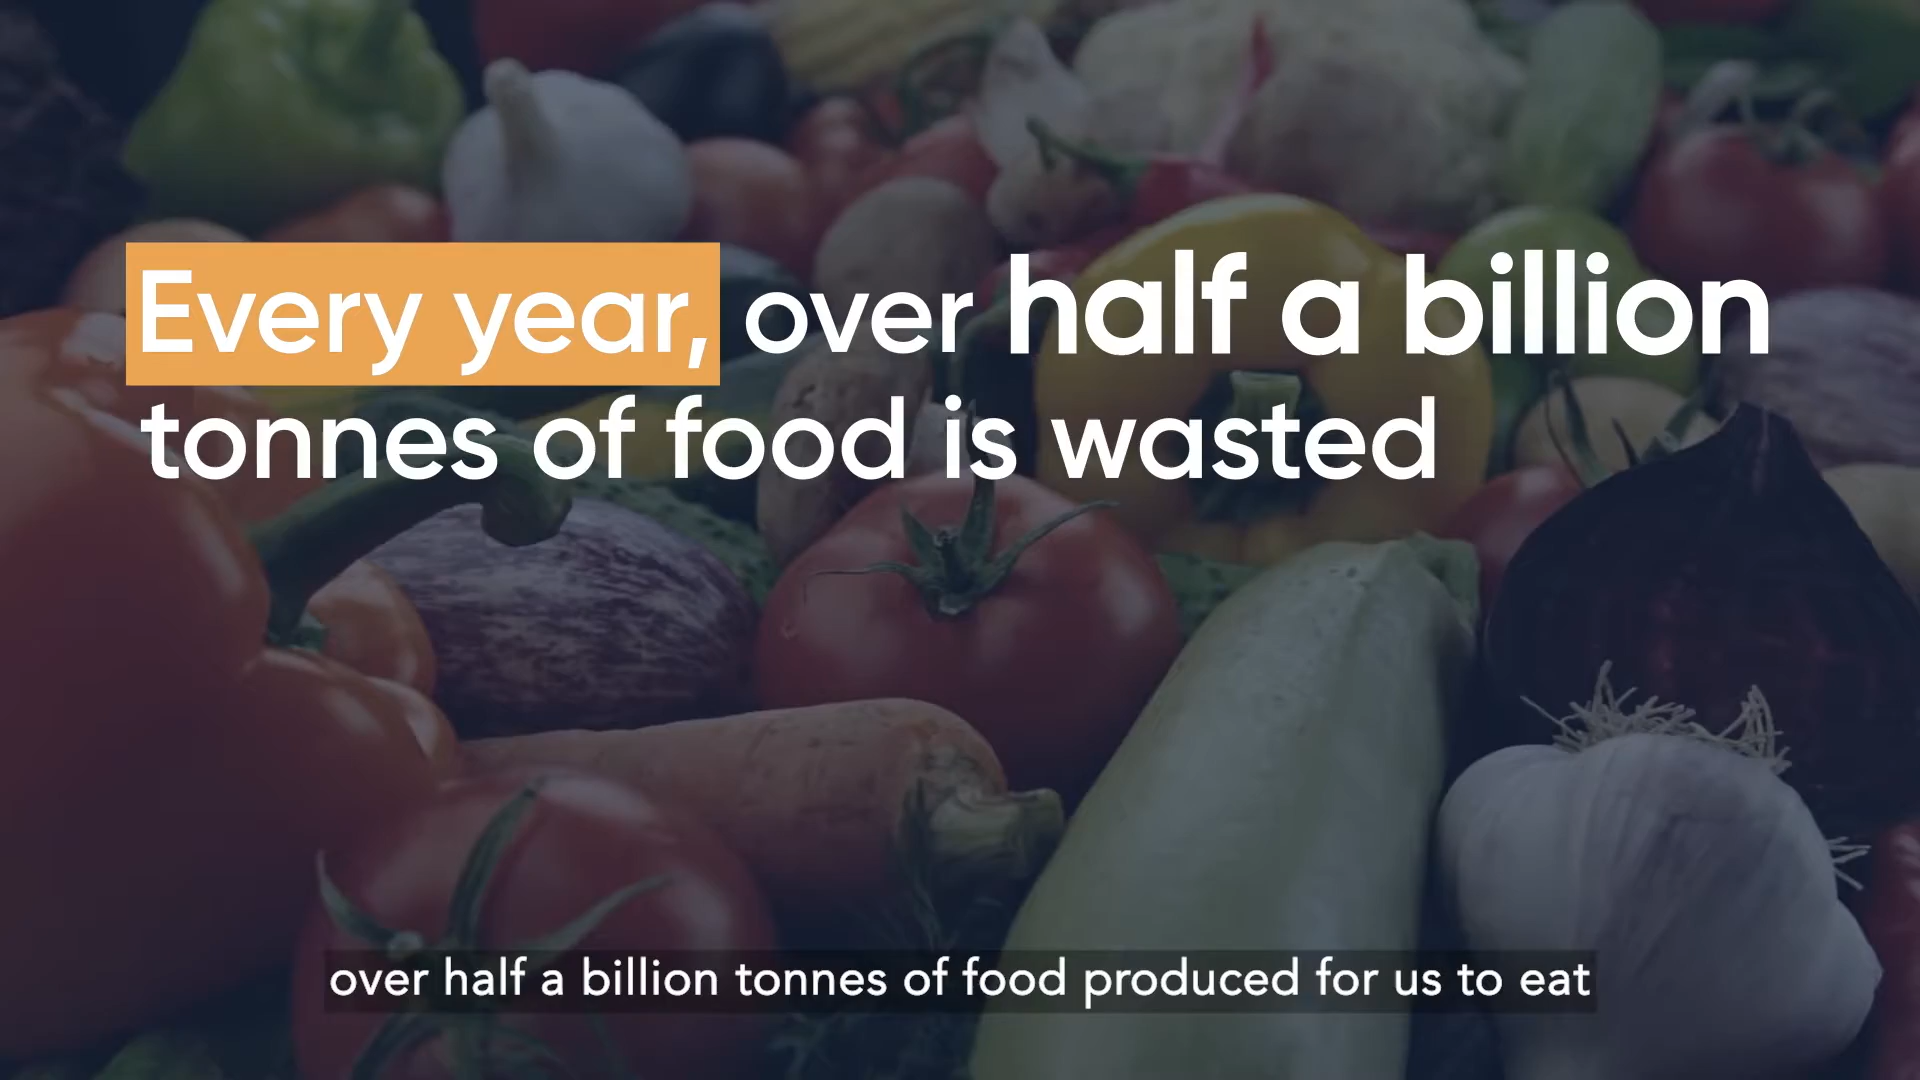 Every year, over half a billion
tonnes of food is wasted
over half a billion tonnes of food produced for us to eat